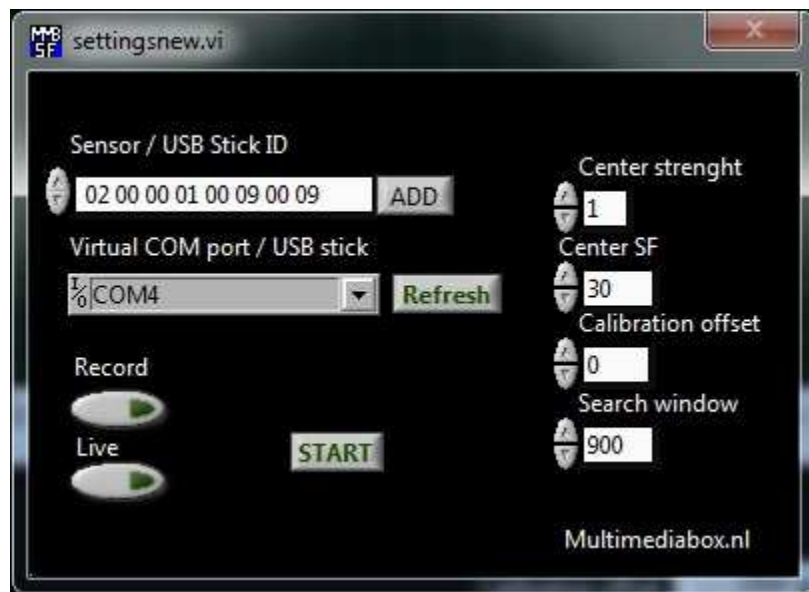 MMB
SF
settingsnew.vi
Sensor / USB Stick ID
02 00 00 01 00 09 00 09
ADD
Virtual COM port / USB stick
I/O COM4
Refresh
Record
Live
START
Center strenght
1
Center SF
30
Calibration offset
0
Search window
900
Multimediabox.nl